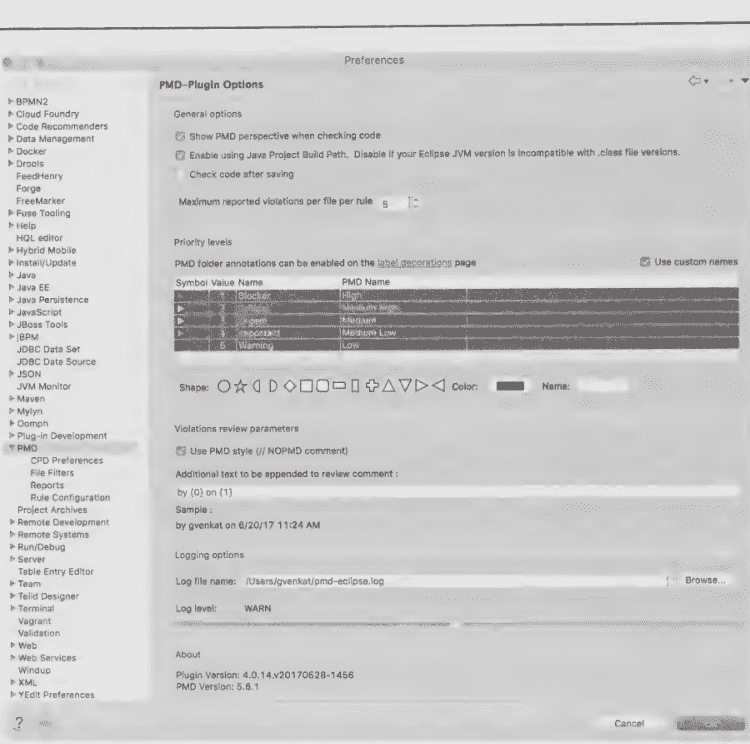 Preferences
PMD-Plugin Options
BPMN2
Cloud Foundry
Code Recommenders
Data Management
Docker
Drools
FeedHenry
Forge
FreeMarker
Fuse Tooling
Help
HQL editor
Hybrid Mobile
Install/Update
Java
Java EE
Java Persistence
JavaScript
JBoss Tools
jBPM
JDBC Data Set
JDBC Data Source
JSON
JVM Monitor
Maven
Mylyn
Oomph
Plug-in Development
PMD
CPD Preferences
File Filters
Reports
Rule Configuration
Project Archives
Remote Development
Remote Systems
Run/Debug
Server
Table Entry Editor
Team
Teiid Designer
Terminal
Vagrant
Validation
Web
Web Services
Windup
XML
YEdit Preferences
General options
Show PMD perspective when checking code
Enable using Java Project Build Path. Disable if your Eclipse JVM version is incompatible with .class file versions.
Check code after saving
Maximum reported violations per file per rule 5
Priority levels
PMD folder annotations can be enabled on the label decorations page
Use custom names
Symbol Value Name PMD Name
1 Blocker High
Medium High
Medium
Important Medium Low
5 Warning Low
Shape: Color: Name:
Violations review parameters
Use PMD style (// NOPMD comment)
Additional text to be appended to review comment :
by {0} on {1}
Sample :
by gvenkat on 6/20/17 11:24 AM
Logging options
Log file name: /Users/gvenkat/pmd-eclipse.log Browse...
Log level: WARN
About
Plugin Version: 4.0.14.v20170528-1456
PMD Version: 5.6.1
? Cancel